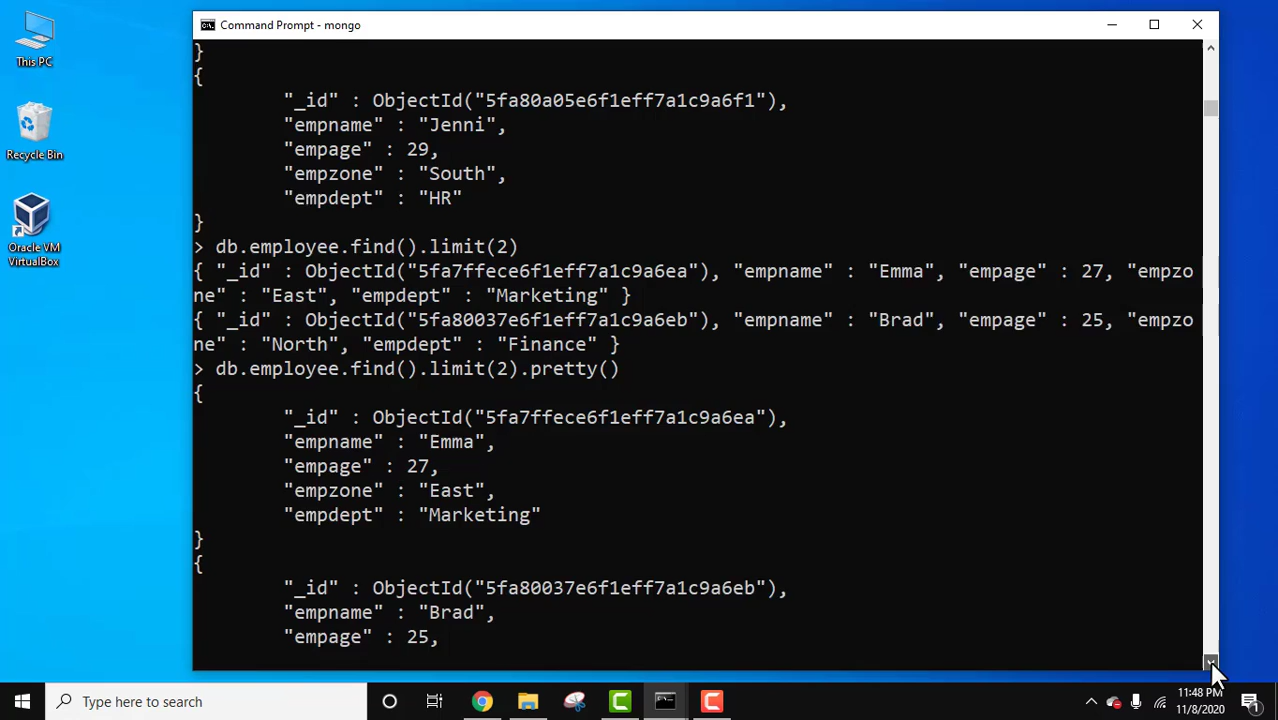 This PC
Recycle Bin
Oracle VM
VirtualBox
Command Prompt - mongo
}
{
"_id" : ObjectId("5fa80a05e6f1eff7a1c9a6f1"),
"empname" : "Jenni",
"empage" : 29,
"empzone" : "South",
"empdept" : "HR"
}
> db.employee.find().limit(2)
{ "_id" : ObjectId("5fa7ffece6f1eff7a1c9a6ea"), "empname" : "Emma", "empage" : 27, "empzo
ne" : "East", "empdept" : "Marketing" }
{ "_id" : ObjectId("5fa80037e6f1eff7a1c9a6eb"), "empname" : "Brad", "empage" : 25, "empzo
ne" : "North", "empdept" : "Finance" }
> db.employee.find().limit(2).pretty()
{
"_id" : ObjectId("5fa7ffece6f1eff7a1c9a6ea"),
"empname" : "Emma",
"empage" : 27,
"empzone" : "East",
"empdept" : "Marketing"
}
{
"_id" : ObjectId("5fa80037e6f1eff7a1c9a6eb"),
"empname" : "Brad",
"empage" : 25,
Type here to search
11:48 PM
11/8/2020
1